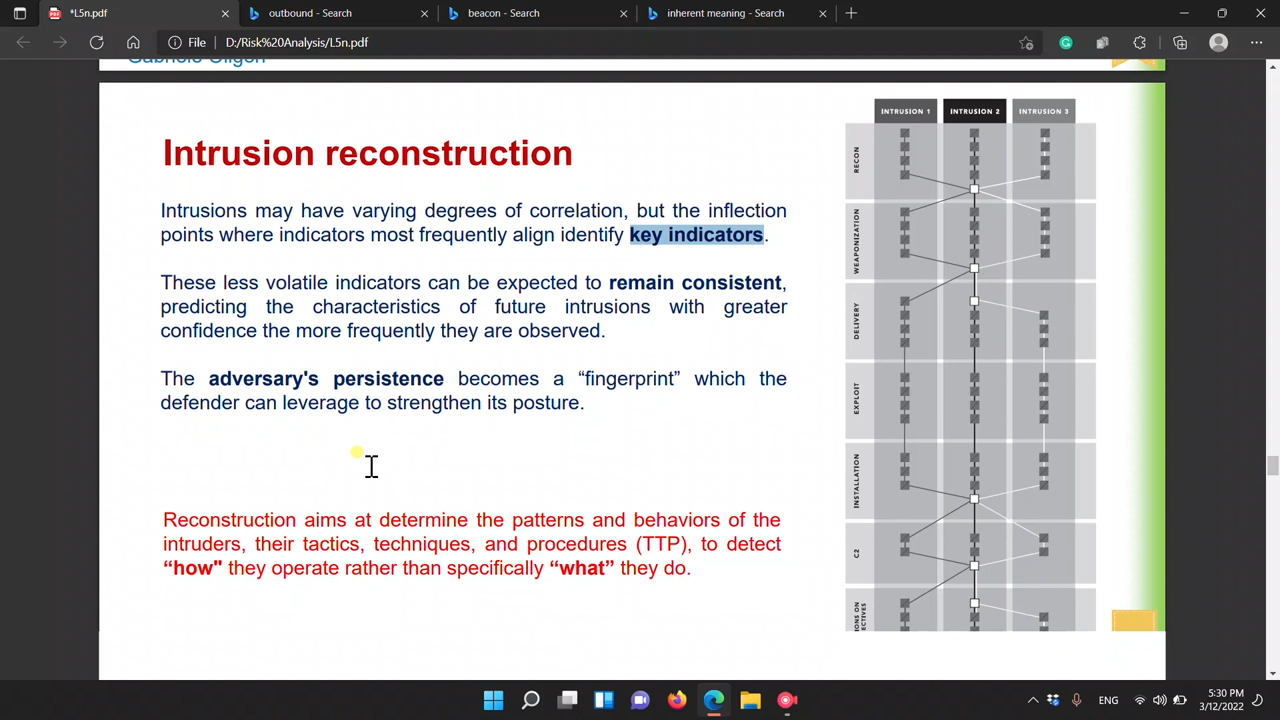 *L5n.pdf
outbound - Search
beacon - Search
inherent meaning - Search
File
D:/Risk%20Analysis/L5n.pdf
Intrusion reconstruction
Intrusions may have varying degrees of correlation, but the inflection
points where indicators most frequently align identify key indicators.
These less volatile indicators can be expected to remain consistent,
predicting the characteristics of future intrusions with greater
confidence the more frequently they are observed.
The adversary's persistence becomes a “fingerprint” which the
defender can leverage to strengthen its posture.
Reconstruction aims at determine the patterns and behaviors of the
intruders, their tactics, techniques, and procedures (TTP), to detect
“how" they operate rather than specifically “what” they do.
INTRUSION 1
INTRUSION 2
INTRUSION 3
RECON
WEAPONIZATION
DELIVERY
EXPLOIT
INSTALLATION
C2
ENG
5:30 PM
3/12/2022